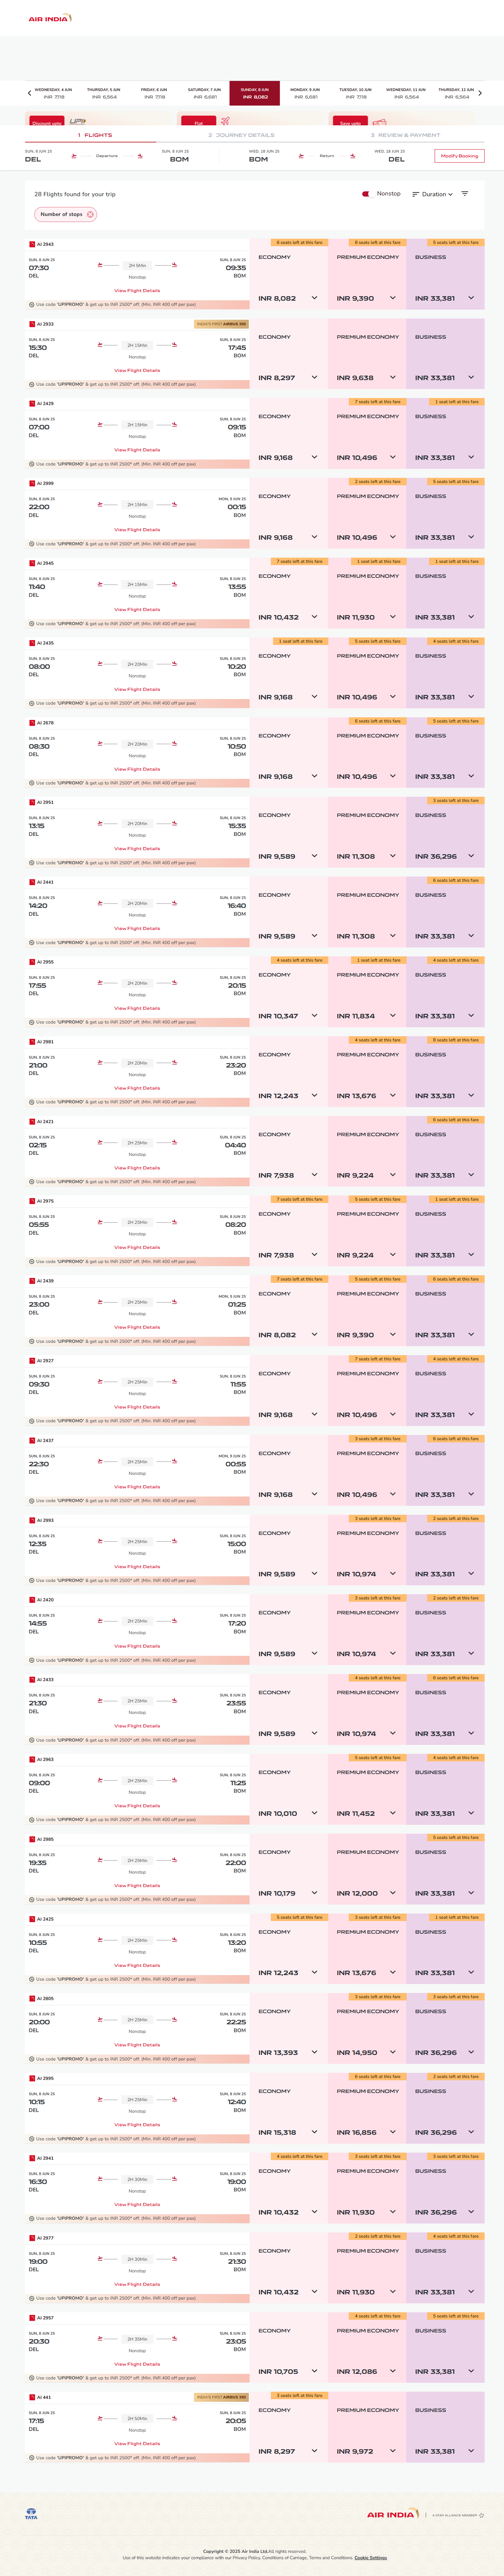 AIR INDIA
WEDNESDAY, 4 JUN THURSDAY, 5 JUN FRIDAY, 6 JUN SATURDAY, 7 JUN SUNDAY, 8 JUN MONDAY, 9 JUN TUESDAY, 10 JUN WEDNESDAY, 11 JUN THURSDAY, 12 JUN
INR 7,118 INR 6,564 INR 7,118 INR 6,681 INR 8,082 INR 6,681 INR 7,118 INR 6,564 INR 6,564
Discount upto UPI Flat Save upto
1 FLIGHTS 2 JOURNEY DETAILS 3 REVIEW & PAYMENT
SUN, 8 JUN 25 SUN, 8 JUN 25 WED, 18 JUN 25 WED, 18 JUN 25
DEL Departure BOM BOM Return DEL Modify Booking
28 Flights found for your trip Nonstop Duration
Number of stops
AI 2943 6 seats left at this fare 8 seats left at this fare 5 seats left at this fare
ECONOMY PREMIUM ECONOMY BUSINESS
SUN, 8 JUN 25 SUN, 8 JUN 25
07:30 2H 5Min 09:35
DEL Nonstop BOM
View Flight Details
INR 8,082 INR 9,390 INR 33,381
Use code 'UPIPROMO' & get up to INR 2500* off. (Min. INR 400 off per pax)
AI 2933 INDIA'S FIRST AIRBUS 350
ECONOMY PREMIUM ECONOMY BUSINESS
SUN, 8 JUN 25 SUN, 8 JUN 25
15:30 2H 15Min 17:45
DEL Nonstop BOM
View Flight Details
INR 8,297 INR 9,638 INR 33,381
Use code 'UPIPROMO' & get up to INR 2500* off. (Min. INR 400 off per pax)
AI 2429 7 seats left at this fare 1 seat left at this fare
ECONOMY PREMIUM ECONOMY BUSINESS
SUN, 8 JUN 25 SUN, 8 JUN 25
07:00 2H 15Min 09:15
DEL Nonstop BOM
View Flight Details
INR 9,168 INR 10,496 INR 33,381
Use code 'UPIPROMO' & get up to INR 2500* off. (Min. INR 400 off per pax)
AI 2999 2 seats left at this fare 5 seats left at this fare
ECONOMY PREMIUM ECONOMY BUSINESS
SUN, 8 JUN 25 MON, 9 JUN 25
22:00 2H 15Min 00:15
DEL Nonstop BOM
View Flight Details
INR 9,168 INR 10,496 INR 33,381
Use code 'UPIPROMO' & get up to INR 2500* off. (Min. INR 400 off per pax)
AI 2945 7 seats left at this fare 1 seat left at this fare 1 seat left at this fare
ECONOMY PREMIUM ECONOMY BUSINESS
SUN, 8 JUN 25 SUN, 8 JUN 25
11:40 2H 15Min 13:55
DEL Nonstop BOM
View Flight Details
INR 10,432 INR 11,930 INR 33,381
Use code 'UPIPROMO' & get up to INR 2500* off. (Min. INR 400 off per pax)
AI 2435 1 seat left at this fare 5 seats left at this fare 4 seats left at this fare
ECONOMY PREMIUM ECONOMY BUSINESS
SUN, 8 JUN 25 SUN, 8 JUN 25
08:00 2H 20Min 10:20
DEL Nonstop BOM
View Flight Details
INR 9,168 INR 10,496 INR 33,381
Use code 'UPIPROMO' & get up to INR 2500* off. (Min. INR 400 off per pax)
AI 2678 6 seats left at this fare 5 seats left at this fare
ECONOMY PREMIUM ECONOMY BUSINESS
SUN, 8 JUN 25 SUN, 8 JUN 25
08:30 2H 20Min 10:50
DEL Nonstop BOM
View Flight Details
INR 9,168 INR 10,496 INR 33,381
Use code 'UPIPROMO' & get up to INR 2500* off. (Min. INR 400 off per pax)
AI 2951 3 seats left at this fare
ECONOMY PREMIUM ECONOMY BUSINESS
SUN, 8 JUN 25 SUN, 8 JUN 25
13:15 2H 20Min 15:35
DEL Nonstop BOM
View Flight Details
INR 9,589 INR 11,308 INR 36,296
Use code 'UPIPROMO' & get up to INR 2500* off. (Min. INR 400 off per pax)
AI 2441 6 seats left at this fare
ECONOMY PREMIUM ECONOMY BUSINESS
SUN, 8 JUN 25 SUN, 8 JUN 25
14:20 2H 20Min 16:40
DEL Nonstop BOM
View Flight Details
INR 9,589 INR 11,308 INR 33,381
Use code 'UPIPROMO' & get up to INR 2500* off. (Min. INR 400 off per pax)
AI 2955 4 seats left at this fare 1 seat left at this fare 4 seats left at this fare
ECONOMY PREMIUM ECONOMY BUSINESS
SUN, 8 JUN 25 SUN, 8 JUN 25
17:55 2H 20Min 20:15
DEL Nonstop BOM
View Flight Details
INR 10,347 INR 11,834 INR 33,381
Use code 'UPIPROMO' & get up to INR 2500* off. (Min. INR 400 off per pax)
AI 2981 4 seats left at this fare 8 seats left at this fare
ECONOMY PREMIUM ECONOMY BUSINESS
SUN, 8 JUN 25 SUN, 8 JUN 25
21:00 2H 20Min 23:20
DEL Nonstop BOM
View Flight Details
INR 12,243 INR 13,676 INR 33,381
Use code 'UPIPROMO' & get up to INR 2500* off. (Min. INR 400 off per pax)
AI 2421 6 seats left at this fare
ECONOMY PREMIUM ECONOMY BUSINESS
SUN, 8 JUN 25 SUN, 8 JUN 25
02:15 2H 25Min 04:40
DEL Nonstop BOM
View Flight Details
INR 7,938 INR 9,224 INR 33,381
Use code 'UPIPROMO' & get up to INR 2500* off. (Min. INR 400 off per pax)
AI 2975 7 seats left at this fare 5 seats left at this fare 1 seat left at this fare
ECONOMY PREMIUM ECONOMY BUSINESS
SUN, 8 JUN 25 SUN, 8 JUN 25
05:55 2H 25Min 08:20
DEL Nonstop BOM
View Flight Details
INR 7,938 INR 9,224 INR 33,381
Use code 'UPIPROMO' & get up to INR 2500* off. (Min. INR 400 off per pax)
AI 2439 7 seats left at this fare 5 seats left at this fare 6 seats left at this fare
ECONOMY PREMIUM ECONOMY BUSINESS
SUN, 8 JUN 25 MON, 9 JUN 25
23:00 2H 25Min 01:25
DEL Nonstop BOM
View Flight Details
INR 8,082 INR 9,390 INR 33,381
Use code 'UPIPROMO' & get up to INR 2500* off. (Min. INR 400 off per pax)
AI 2927 7 seats left at this fare 4 seats left at this fare
ECONOMY PREMIUM ECONOMY BUSINESS
SUN, 8 JUN 25 SUN, 8 JUN 25
09:30 2H 25Min 11:55
DEL Nonstop BOM
View Flight Details
INR 9,168 INR 10,496 INR 33,381
Use code 'UPIPROMO' & get up to INR 2500* off. (Min. INR 400 off per pax)
AI 2437 3 seats left at this fare 6 seats left at this fare
ECONOMY PREMIUM ECONOMY BUSINESS
SUN, 8 JUN 25 MON, 9 JUN 25
22:30 2H 25Min 00:55
DEL Nonstop BOM
View Flight Details
INR 9,168 INR 10,496 INR 33,381
Use code 'UPIPROMO' & get up to INR 2500* off. (Min. INR 400 off per pax)
AI 2993 3 seats left at this fare 2 seats left at this fare
ECONOMY PREMIUM ECONOMY BUSINESS
SUN, 8 JUN 25 SUN, 8 JUN 25
12:35 2H 25Min 15:00
DEL Nonstop BOM
View Flight Details
INR 9,589 INR 10,974 INR 33,381
Use code 'UPIPROMO' & get up to INR 2500* off. (Min. INR 400 off per pax)
AI 2420 3 seats left at this fare 2 seats left at this fare
ECONOMY PREMIUM ECONOMY BUSINESS
SUN, 8 JUN 25 SUN, 8 JUN 25
14:55 2H 25Min 17:20
DEL Nonstop BOM
View Flight Details
INR 9,589 INR 10,974 INR 33,381
Use code 'UPIPROMO' & get up to INR 2500* off. (Min. INR 400 off per pax)
AI 2433 4 seats left at this fare 6 seats left at this fare
ECONOMY PREMIUM ECONOMY BUSINESS
SUN, 8 JUN 25 SUN, 8 JUN 25
21:30 2H 25Min 23:55
DEL Nonstop BOM
View Flight Details
INR 9,589 INR 10,974 INR 33,381
Use code 'UPIPROMO' & get up to INR 2500* off. (Min. INR 400 off per pax)
AI 2963 5 seats left at this fare 4 seats left at this fare
ECONOMY PREMIUM ECONOMY BUSINESS
SUN, 8 JUN 25 SUN, 8 JUN 25
09:00 2H 25Min 11:25
DEL Nonstop BOM
View Flight Details
INR 10,010 INR 11,452 INR 33,381
Use code 'UPIPROMO' & get up to INR 2500* off. (Min. INR 400 off per pax)
AI 2985 5 seats left at this fare
ECONOMY PREMIUM ECONOMY BUSINESS
SUN, 8 JUN 25 SUN, 8 JUN 25
19:35 2H 25Min 22:00
DEL Nonstop BOM
View Flight Details
INR 10,179 INR 12,000 INR 33,381
Use code 'UPIPROMO' & get up to INR 2500* off. (Min. INR 400 off per pax)
AI 2425 5 seats left at this fare 3 seats left at this fare 1 seat left at this fare
ECONOMY PREMIUM ECONOMY BUSINESS
SUN, 8 JUN 25 SUN, 8 JUN 25
10:55 2H 25Min 13:20
DEL Nonstop BOM
View Flight Details
INR 12,243 INR 13,676 INR 33,381
Use code 'UPIPROMO' & get up to INR 2500* off. (Min. INR 400 off per pax)
AI 2805 3 seats left at this fare 3 seats left at this fare
ECONOMY PREMIUM ECONOMY BUSINESS
SUN, 8 JUN 25 SUN, 8 JUN 25
20:00 2H 25Min 22:25
DEL Nonstop BOM
View Flight Details
INR 13,393 INR 14,950 INR 36,296
Use code 'UPIPROMO' & get up to INR 2500* off. (Min. INR 400 off per pax)
AI 2995 6 seats left at this fare 2 seats left at this fare
ECONOMY PREMIUM ECONOMY BUSINESS
SUN, 8 JUN 25 SUN, 8 JUN 25
10:15 2H 25Min 12:40
DEL Nonstop BOM
View Flight Details
INR 15,318 INR 16,856 INR 36,296
Use code 'UPIPROMO' & get up to INR 2500* off. (Min. INR 400 off per pax)
AI 2941 4 seats left at this fare 3 seats left at this fare 3 seats left at this fare
ECONOMY PREMIUM ECONOMY BUSINESS
SUN, 8 JUN 25 SUN, 8 JUN 25
16:30 2H 30Min 19:00
DEL Nonstop BOM
View Flight Details
INR 10,432 INR 11,930 INR 36,296
Use code 'UPIPROMO' & get up to INR 2500* off. (Min. INR 400 off per pax)
AI 2977 2 seats left at this fare 4 seats left at this fare
ECONOMY PREMIUM ECONOMY BUSINESS
SUN, 8 JUN 25 SUN, 8 JUN 25
19:00 2H 30Min 21:30
DEL Nonstop BOM
View Flight Details
INR 10,432 INR 11,930 INR 33,381
Use code 'UPIPROMO' & get up to INR 2500* off. (Min. INR 400 off per pax)
AI 2957 4 seats left at this fare 5 seats left at this fare
ECONOMY PREMIUM ECONOMY BUSINESS
SUN, 8 JUN 25 SUN, 8 JUN 25
20:30 2H 35Min 23:05
DEL Nonstop BOM
View Flight Details
INR 10,705 INR 12,086 INR 33,381
Use code 'UPIPROMO' & get up to INR 2500* off. (Min. INR 400 off per pax)
AI 441 INDIA'S FIRST AIRBUS 350 3 seats left at this fare
ECONOMY PREMIUM ECONOMY BUSINESS
SUN, 8 JUN 25 SUN, 8 JUN 25
17:15 2H 50Min 20:05
DEL Nonstop BOM
View Flight Details
INR 8,297 INR 9,972 INR 33,381
Use code 'UPIPROMO' & get up to INR 2500* off. (Min. INR 400 off per pax)
TATA AIR INDIA A STAR ALLIANCE MEMBER
Copyright © 2025 Air India Ltd.All rights reserved.
Use of this website indicates your compliance with our Privacy Policy, Conditions of Carriage, Terms and Conditions. Cookie Settings